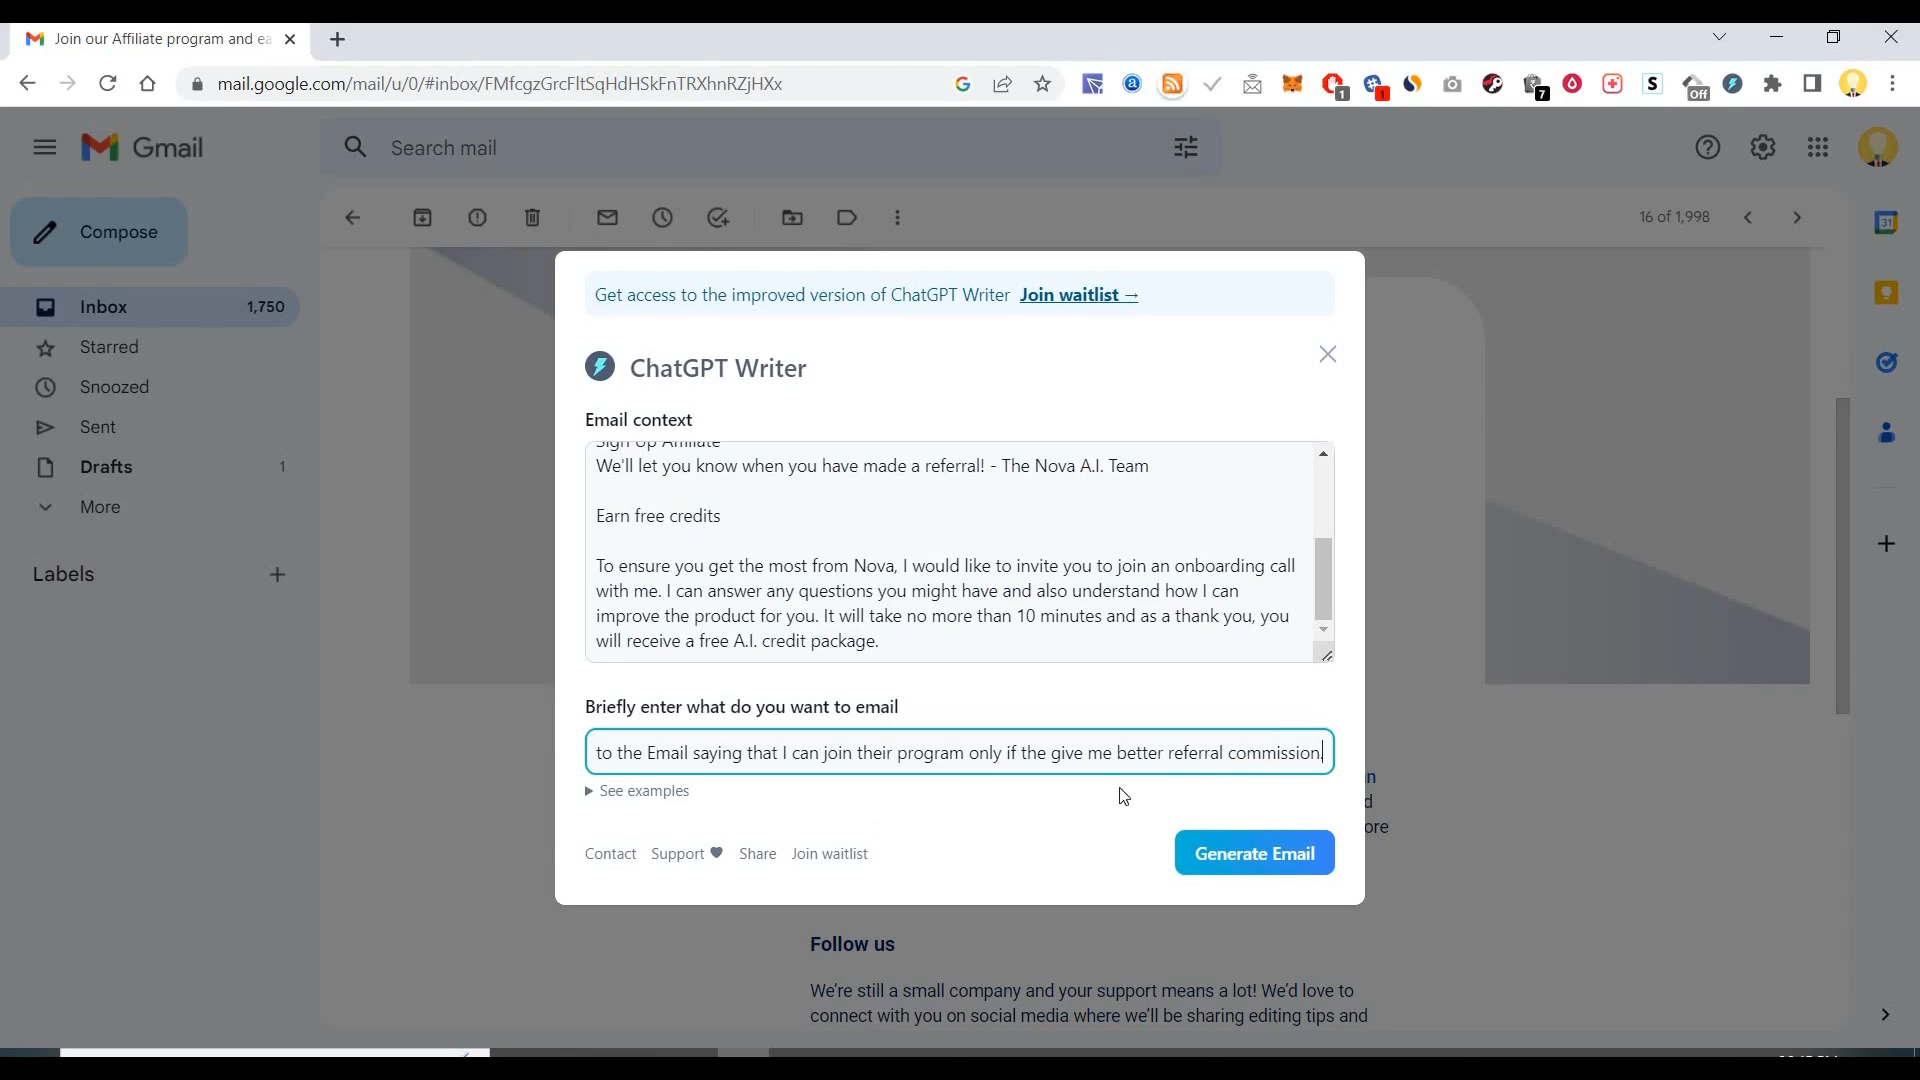 Join our Affiliate program and ea
mail.google.com/mail/u/0/#inbox/FMfcgzGrcFltSqHdHSkFnTRXhnRZjHXx
1
1
7
Off
Gmail
Search mail
Compose
16 of 1,998
31
Inbox 1,750
Starred
Snoozed
Sent
Drafts 1
More
Labels
Get access to the improved version of ChatGPT Writer Join waitlist →
ChatGPT Writer
Email context
Sign Up Affiliate
We'll let you know when you have made a referral! - The Nova A.I. Team
Earn free credits
To ensure you get the most from Nova, I would like to invite you to join an onboarding call
with me. I can answer any questions you might have and also understand how I can
improve the product for you. It will take no more than 10 minutes and as a thank you, you
will receive a free A.I. credit package.
Briefly enter what do you want to email
to the Email saying that I can join their program only if the give me better referral commission.
See examples
Contact Support Share Join waitlist
Generate Email
n
d
ore
Follow us
We're still a small company and your support means a lot! We'd love to
connect with you on social media where we'll be sharing editing tips and